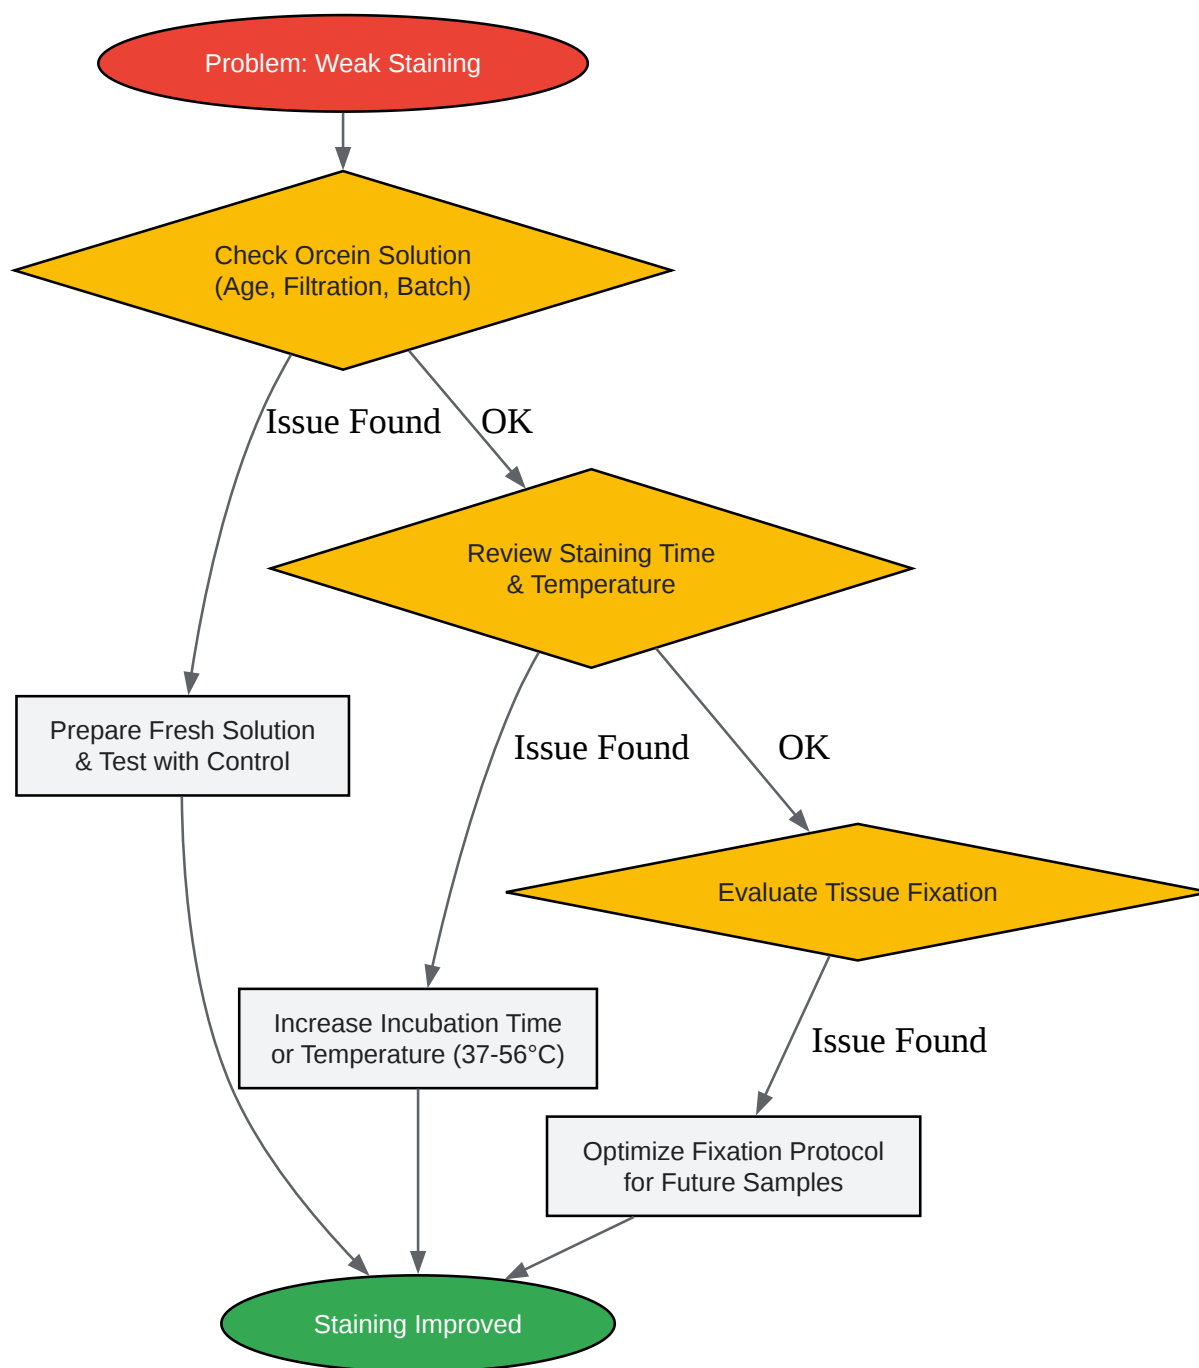 Problem: Weak Staining
Check Orcein Solution
(Age, Filtration, Batch)
Issue Found
OK
Review Staining Time
& Temperature
Prepare Fresh Solution
& Test with Control
Issue Found
OK
Evaluate Tissue Fixation
Increase Incubation Time
or Temperature (37-56°C)
Issue Found
Optimize Fixation Protocol
for Future Samples
Staining Improved